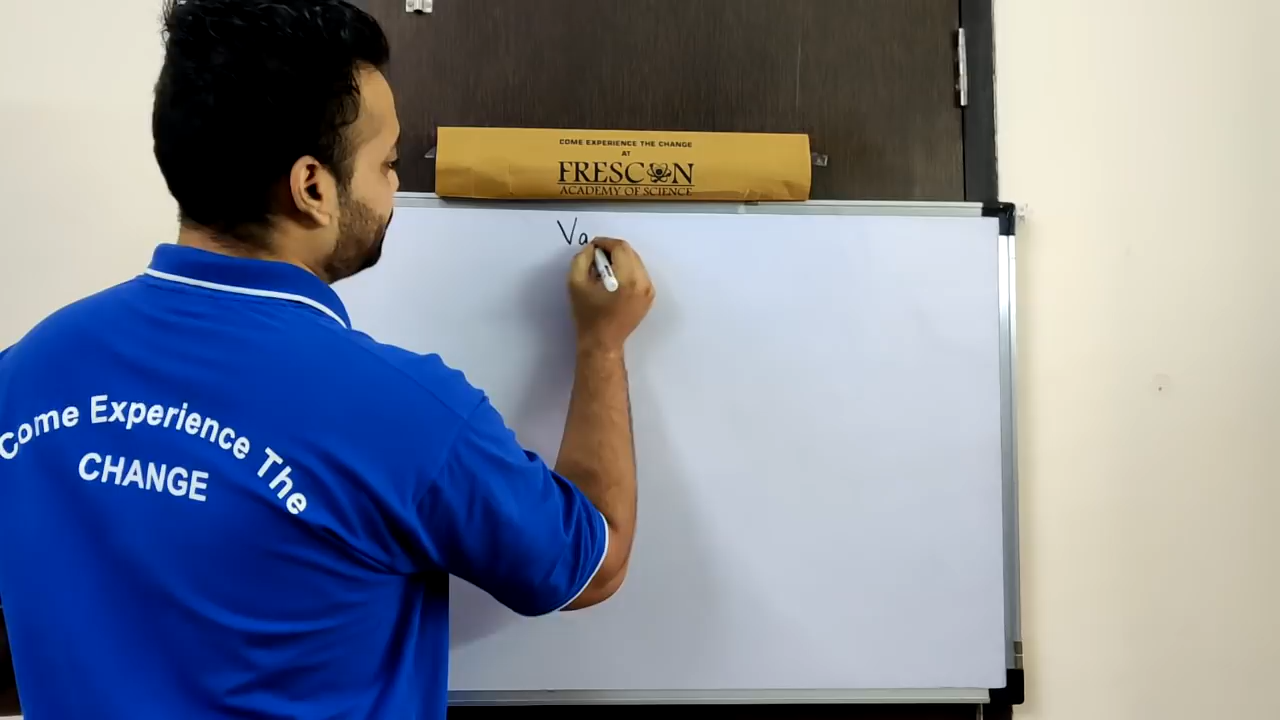 COME EXPERIENCE THE CHANGE
AT
FRESCON
ACADEMY OF SCIENCE
Va
Come Experience The
CHANGE